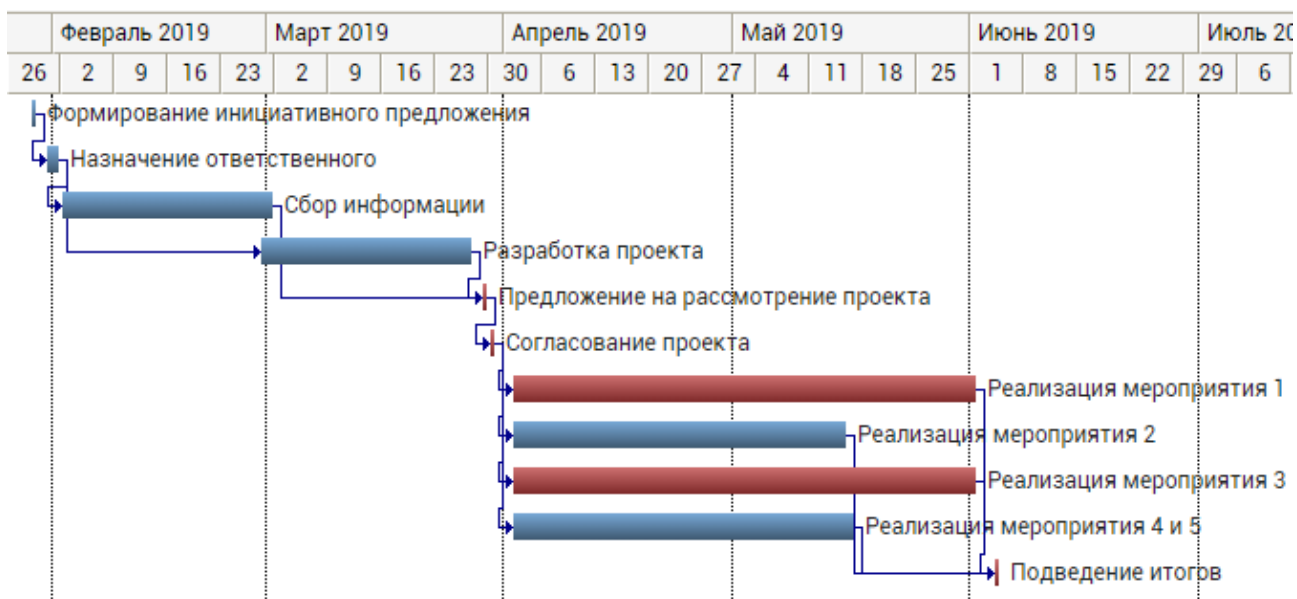 Февраль 2019 Март 2019 Апрель 2019 Май 2019 Июнь 2019 Июль 20
26 2 9 16 23 2 9 16 23 30 6 13 20 27 4 11 18 25 1 8 15 22 29 6
Формирование инициативного предложения
Назначение ответственного
Сбор информации
Разработка проекта
Предложение на рассмотрение проекта
Согласование проекта
Реализация мероприятия 1
Реализация мероприятия 2
Реализация мероприятия 3
Реализация мероприятия 4 и 5
Подведение итогов